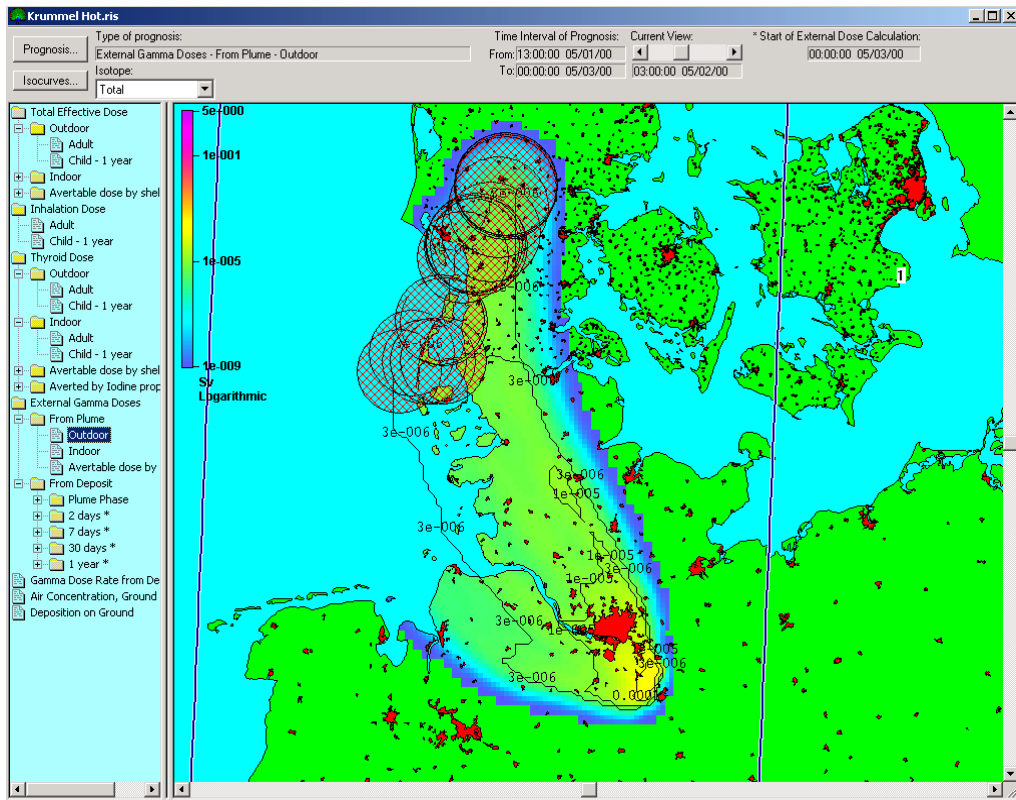 Krummel Hot.ris
Prognosis...
Isocurves...
Type of prognosis:
External Gamma Doses - From Plume - Outdoor
Isotope:
Total
Time Interval of Prognosis:
From: 13:00:00 05/01/00
To: 00:00:00 05/03/00
Current View:
03:00:00 05/02/00
* Start of External Dose Calculation:
00:00:00 05/03/00
Total Effective Dose
Outdoor
Adult
Child - 1 year
Indoor
Avertable dose by shel
Inhalation Dose
Adult
Child - 1 year
Thyroid Dose
Outdoor
Adult
Child - 1 year
Indoor
Adult
Child - 1 year
Avertable dose by shel
Averted by Iodine prop
External Gamma Doses
From Plume
Outdoor
Indoor
Avertable dose by
From Deposit
Plume Phase
2 days *
7 days *
30 days *
1 year *
Gamma Dose Rate from De
Air Concentration, Ground
Deposition on Ground
5e-000
1e-001
1e-005
1e-009
Sv
Logarithmic
1
3e-006
3e-006
3e-006
1e-005
3e-006
1e-005
3e-006
1e-005
3e-006
1e-005
3e-006
3e-006